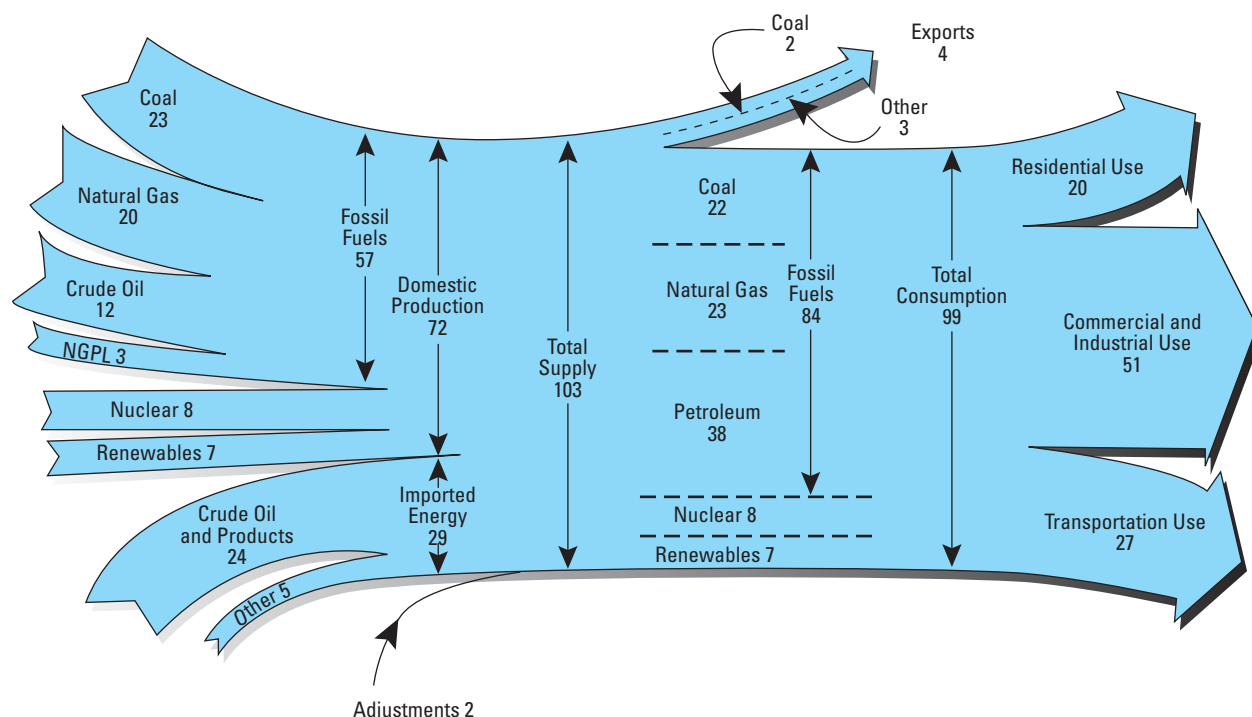 Coal
2
Exports
4
Other
3
Coal
23
Natural Gas
20
Crude Oil
12
NGPL 3
Nuclear 8
Renewables 7
Crude Oil
and Products
24
Other 5
Adjustments 2
Fossil
Fuels
57
Domestic
Production
72
Imported
Energy
29
Total
Supply
103
Coal
22
Natural Gas
23
Petroleum
38
Nuclear 8
Renewables 7
Fossil
Fuels
84
Total
Consumption
99
Residential Use
20
Commercial and
Industrial Use
51
Transportation Use
27